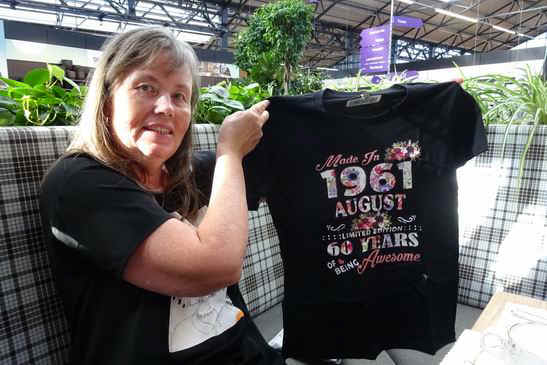 Made In
1961
AUGUST
LIMITED EDITION
60 YEARS
OF BEING Awesome